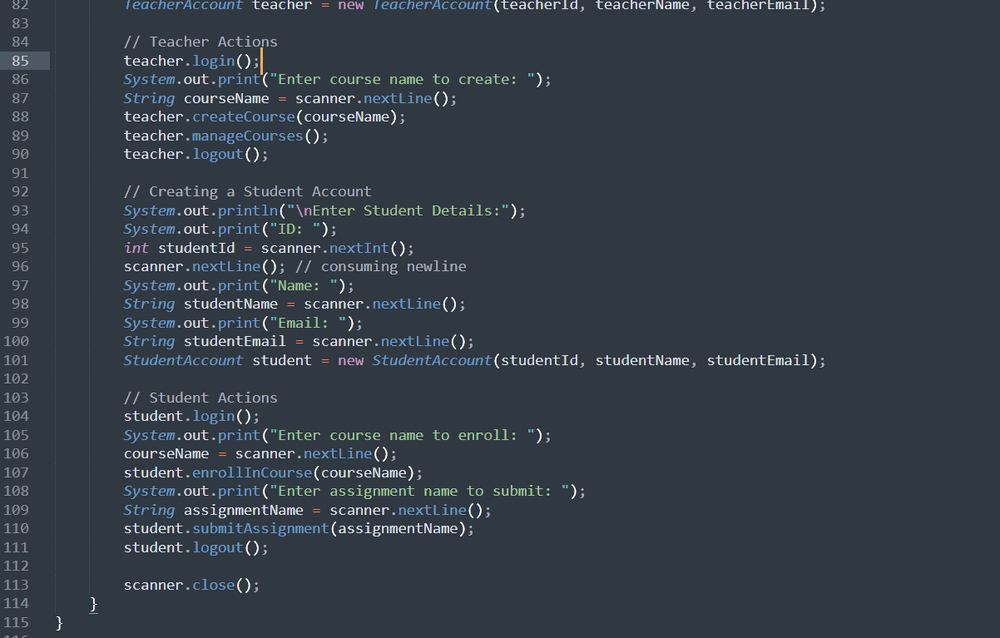 82 TeacherAccount teacher = new TeacherAccount(teacherId, teacherName, teacherEmail);
83
84 // Teacher Actions
85 teacher.login();
86 System.out.print("Enter course name to create: ");
87 String courseName = scanner.nextLine();
88 teacher.createCourse(courseName);
89 teacher.manageCourses();
90 teacher.logout();
91
92 // Creating a Student Account
93 System.out.println("\nEnter Student Details:");
94 System.out.print("ID: ");
95 int studentId = scanner.nextInt();
96 scanner.nextLine(); // consuming newline
97 System.out.print("Name: ");
98 String studentName = scanner.nextLine();
99 System.out.print("Email: ");
100 String studentEmail = scanner.nextLine();
101 StudentAccount student = new StudentAccount(studentId, studentName, studentEmail);
102
103 // Student Actions
104 student.login();
105 System.out.print("Enter course name to enroll: ");
106 courseName = scanner.nextLine();
107 student.enrollInCourse(courseName);
108 System.out.print("Enter assignment name to submit: ");
109 String assignmentName = scanner.nextLine();
110 student.submitAssignment(assignmentName);
111 student.logout();
112
113 scanner.close();
114 }
115 }